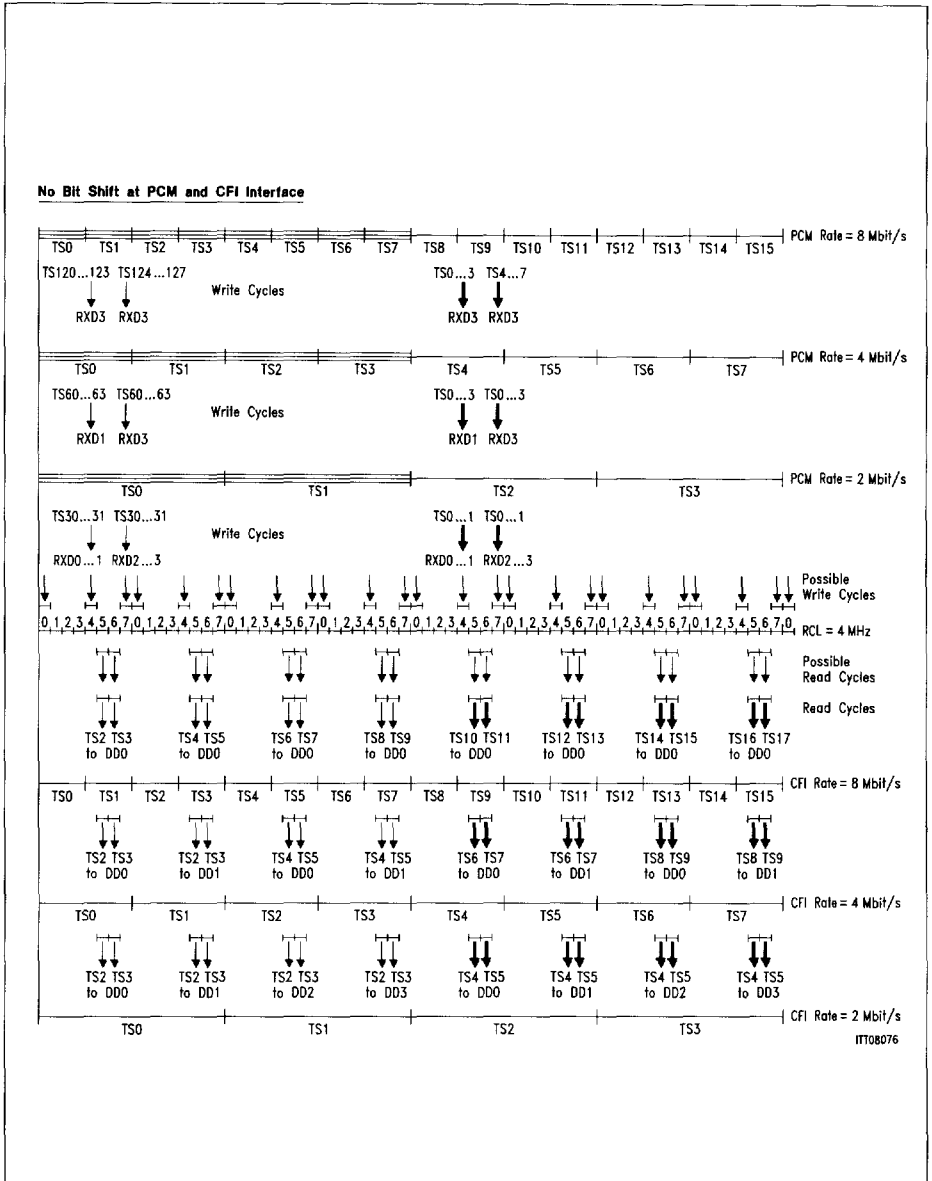 No Bit Shift at PCM and CFI Interface
TS0 TS1 TS2 TS3 TS4 TS5 TS6 TS7 TS8 TS9 TS10 TS11 TS12 TS13 TS14 TS15 PCM Rate = 8 Mbit/s
TS120...123 TS124...127 Write Cycles TS0...3 TS4...7
RXD3 RXD3 RXD3 RXD3
TS0 TS1 TS2 TS3 TS4 TS5 TS6 TS7 PCM Rate = 4 Mbit/s
TS60...63 TS60...63 Write Cycles TS0...3 TS0...3
RXD1 RXD3 RXD1 RXD3
TS0 TS1 TS2 TS3 PCM Rate = 2 Mbit/s
TS30...31 TS30...31 Write Cycles TS0...1 TS0...1
RXD0...1 RXD2...3 RXD0...1 RXD2...3
Possible
Write Cycles
0,1,2,3,4,5,6,7,0,1,2,3,4,5,6,7,0,1,2,3,4,5,6,7,0,1,2,3,4,5,6,7,0,1,2,3,4,5,6,7,0,1,2,3,4,5,6,7,0,1,2,3,4,5,6,7,0,1,2,3,4,5,6,7,0, RCL = 4 MHz
Possible
Read Cycles
Read Cycles
TS2 TS3 TS4 TS5 TS6 TS7 TS8 TS9 TS10 TS11 TS12 TS13 TS14 TS15 TS16 TS17
to DD0 to DD0 to DD0 to DD0 to DD0 to DD0 to DD0 to DD0
TS0 TS1 TS2 TS3 TS4 TS5 TS6 TS7 TS8 TS9 TS10 TS11 TS12 TS13 TS14 TS15 CFI Rate = 8 Mbit/s
TS2 TS3 TS2 TS3 TS4 TS5 TS4 TS5 TS6 TS7 TS6 TS7 TS8 TS9 TS8 TS9
to DD0 to DD1 to DD0 to DD1 to DD0 to DD1 to DD0 to DD1
TS0 TS1 TS2 TS3 TS4 TS5 TS6 TS7 CFI Rate = 4 Mbit/s
TS2 TS3 TS2 TS3 TS2 TS3 TS2 TS3 TS4 TS5 TS4 TS5 TS4 TS5 TS4 TS5
to DD0 to DD1 to DD2 to DD3 to DD0 to DD1 to DD2 to DD3
TS0 TS1 TS2 TS3 CFI Rate = 2 Mbit/s
ITT08076